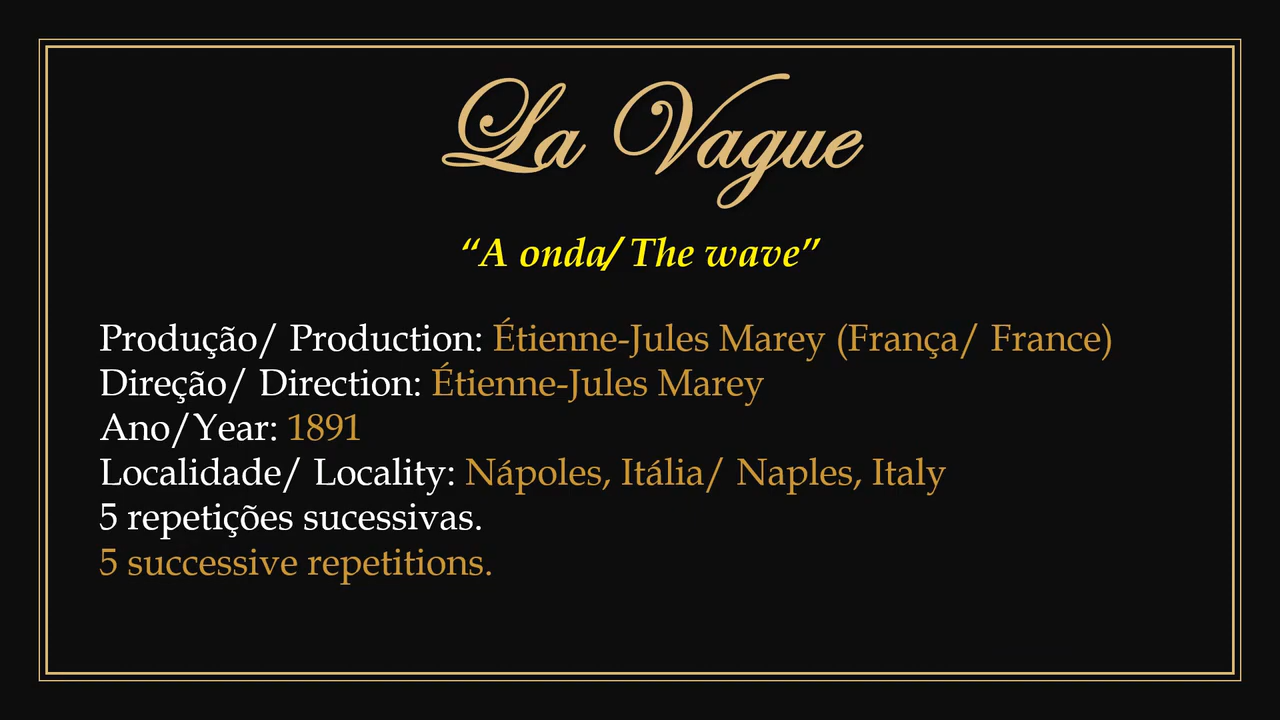 La Vague
“A onda/ The wave”
Produção/ Production: Étienne-Jules Marey (França/ France)
Direção/ Direction: Étienne-Jules Marey
Ano/Year: 1891
Localidade/ Locality: Nápoles, Itália/ Naples, Italy
5 repetições sucessivas.
5 successive repetitions.